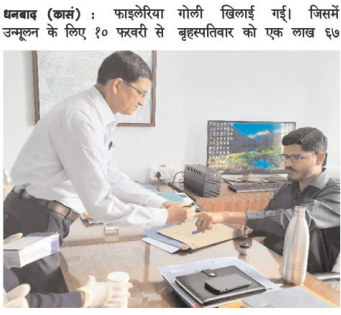 धनबाद (कासं) : फाइलेरिया
उन्मूलन के लिए १० फरवरी से
गोली खिलाई गई। जिसमें
बृहस्पतिवार को एक लाख ६७